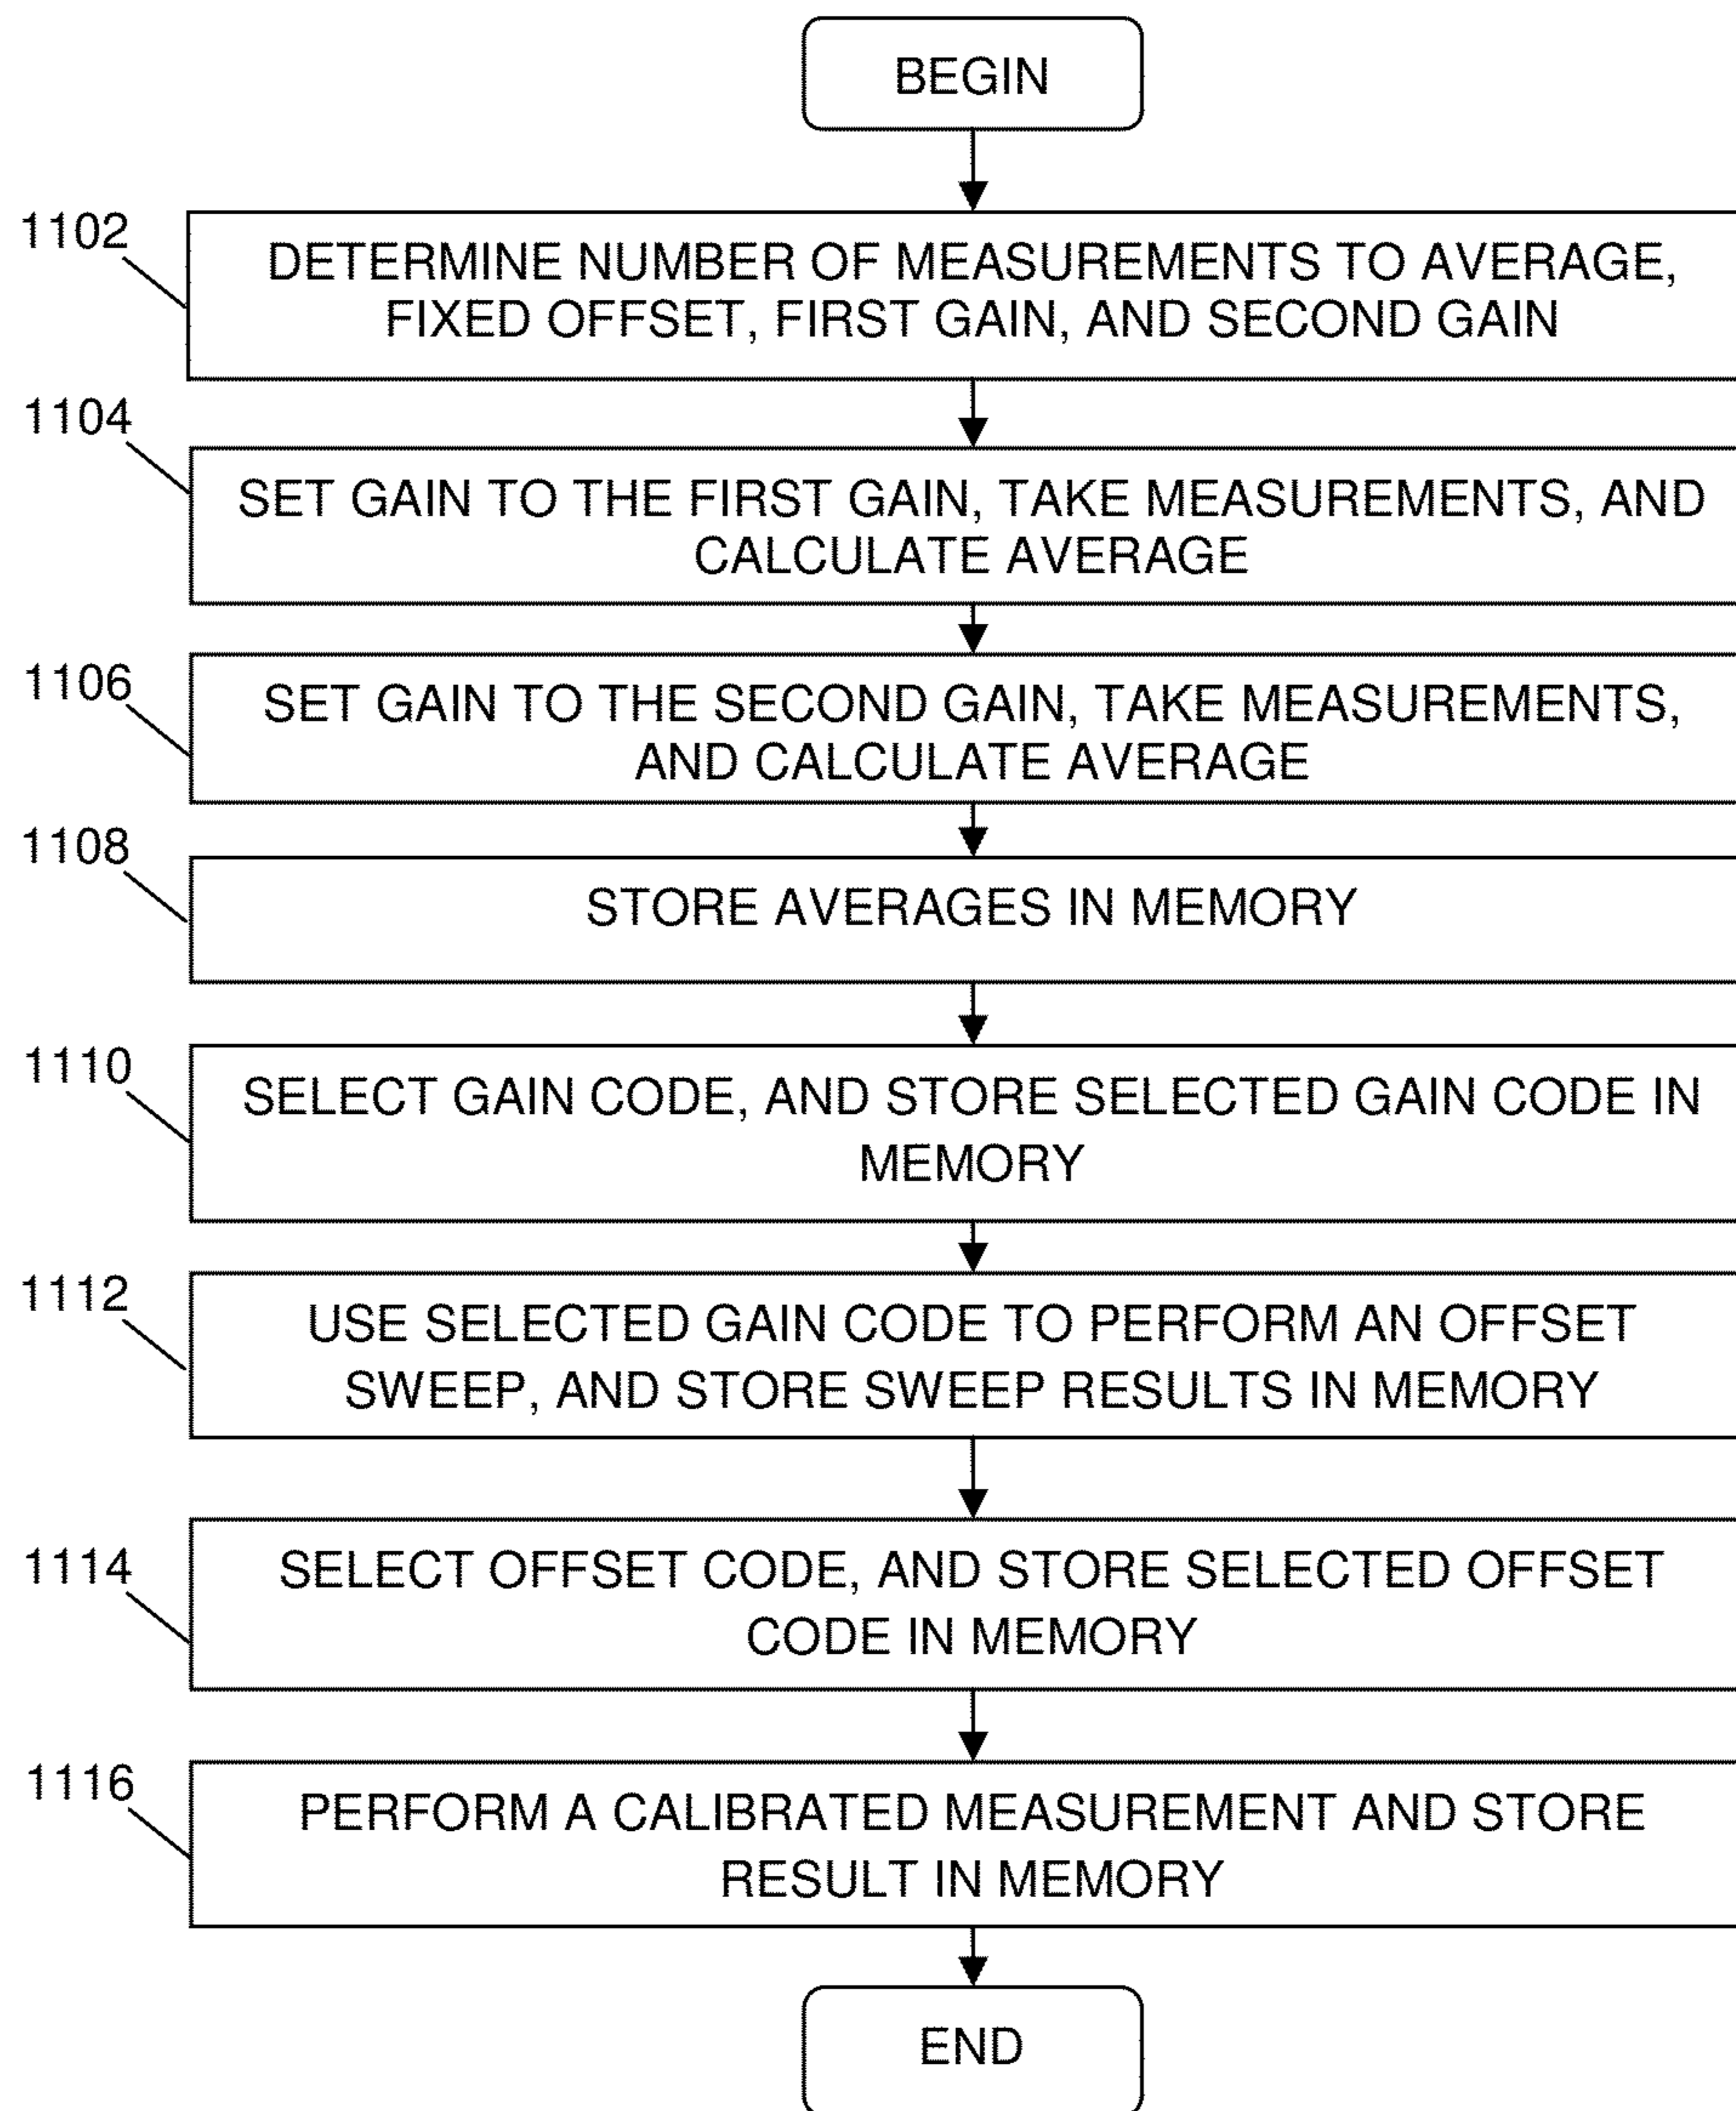 BEGIN
1102
DETERMINE NUMBER OF MEASUREMENTS TO AVERAGE,
FIXED OFFSET, FIRST GAIN, AND SECOND GAIN
1104
SET GAIN TO THE FIRST GAIN, TAKE MEASUREMENTS, AND
CALCULATE AVERAGE
1106
SET GAIN TO THE SECOND GAIN, TAKE MEASUREMENTS,
AND CALCULATE AVERAGE
1108
STORE AVERAGES IN MEMORY
1110
SELECT GAIN CODE, AND STORE SELECTED GAIN CODE IN
MEMORY
1112
USE SELECTED GAIN CODE TO PERFORM AN OFFSET
SWEEP, AND STORE SWEEP RESULTS IN MEMORY
1114
SELECT OFFSET CODE, AND STORE SELECTED OFFSET
CODE IN MEMORY
1116
PERFORM A CALIBRATED MEASUREMENT AND STORE
RESULT IN MEMORY
END